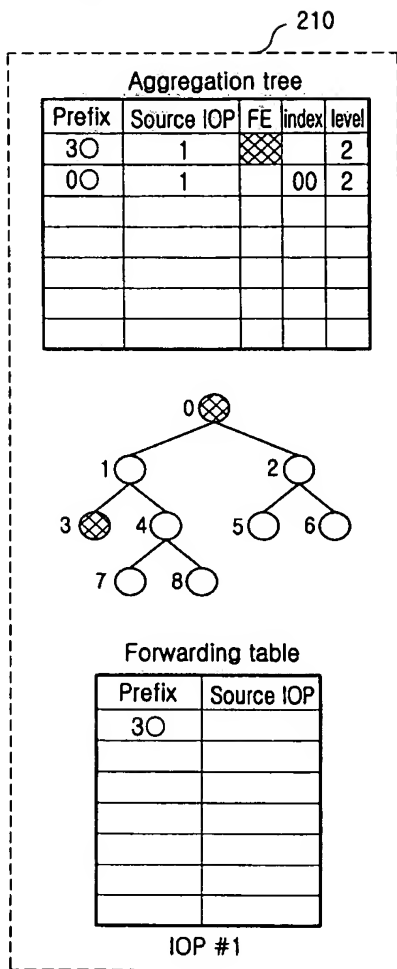 210
Aggregation tree
Prefix Source IOP FE index level
3○ 1 2
0○ 1 00 2
0
1 2
3 4 5 6
7 8
Forwarding table
Prefix Source IOP
3○
IOP #1